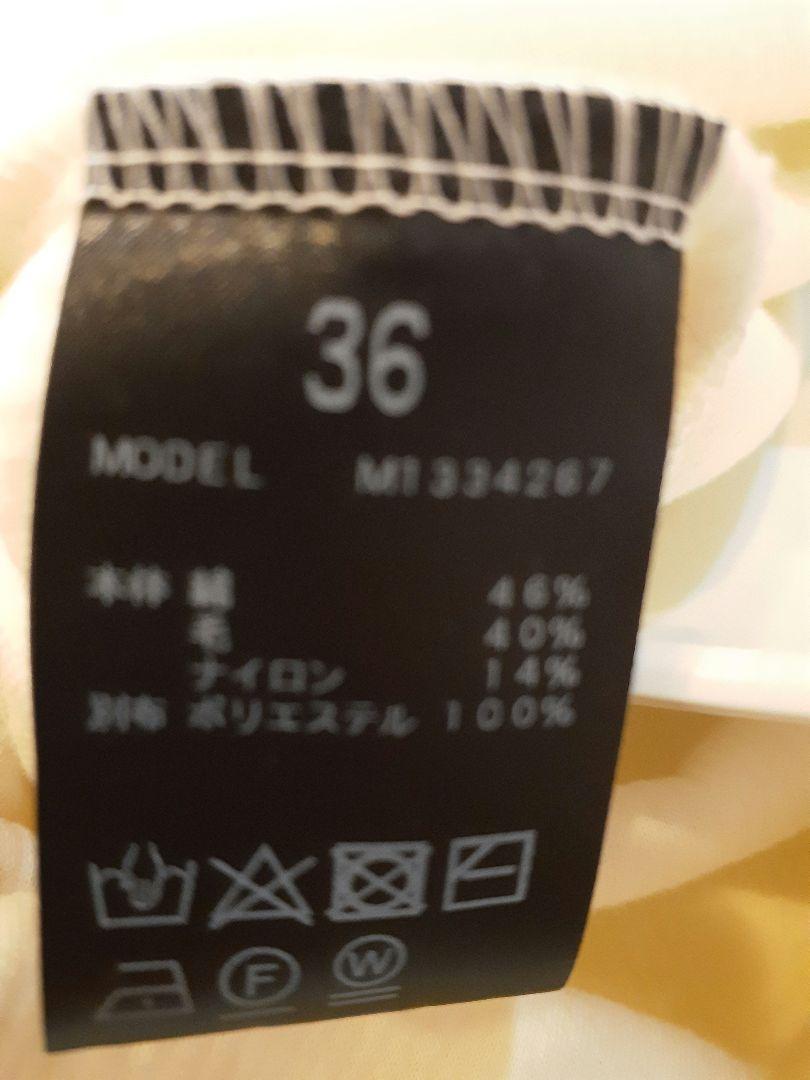 36
MODEL M1334267
本体 綿 46%
毛 40%
ナイロン 14%
別布 ポリエステル 100%
F W